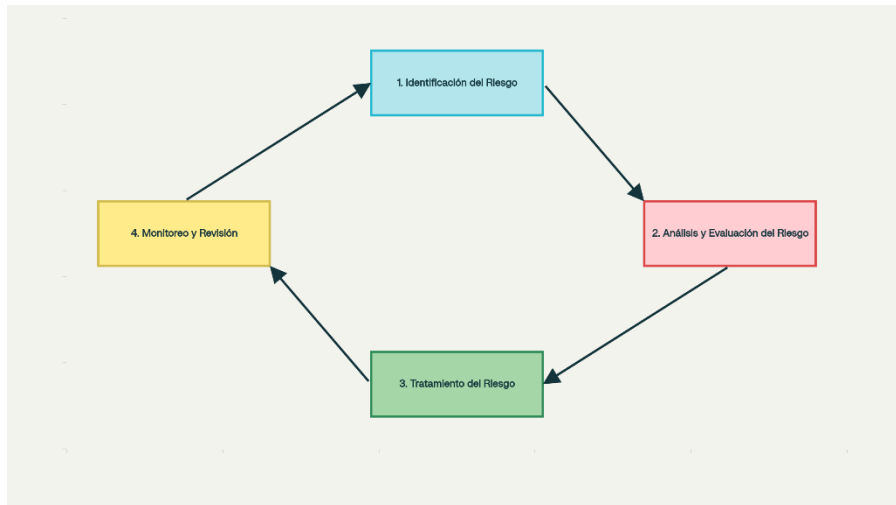 1. Identificación del Riesgo
2. Análisis y Evaluación del Riesgo
3. Tratamiento del Riesgo
4. Monitoreo y Revisión